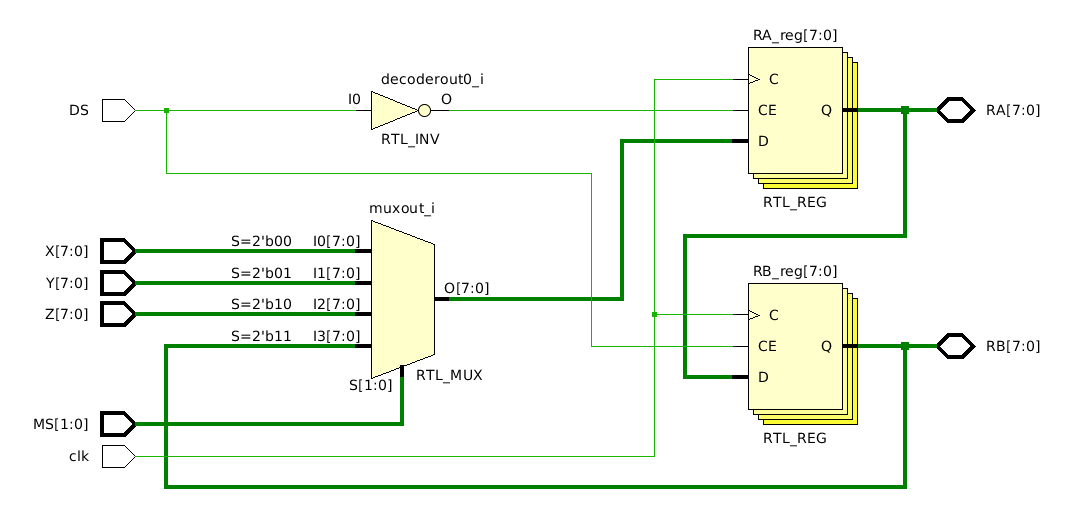 RA_reg[7:0]
decoderout0_i
C
DS
I0
O
CE
Q
RA[7:0]
RTL_INV
D
RTL_REG
muxout_i
X[7:0]
S=2'b00
I0[7:0]
Y[7:0]
S=2'b01
I1[7:0]
Z[7:0]
S=2'b10
I2[7:0]
S=2'b11
I3[7:0]
O[7:0]
S[1:0]
RTL_MUX
RB_reg[7:0]
C
CE
Q
RB[7:0]
D
RTL_REG
MS[1:0]
clk